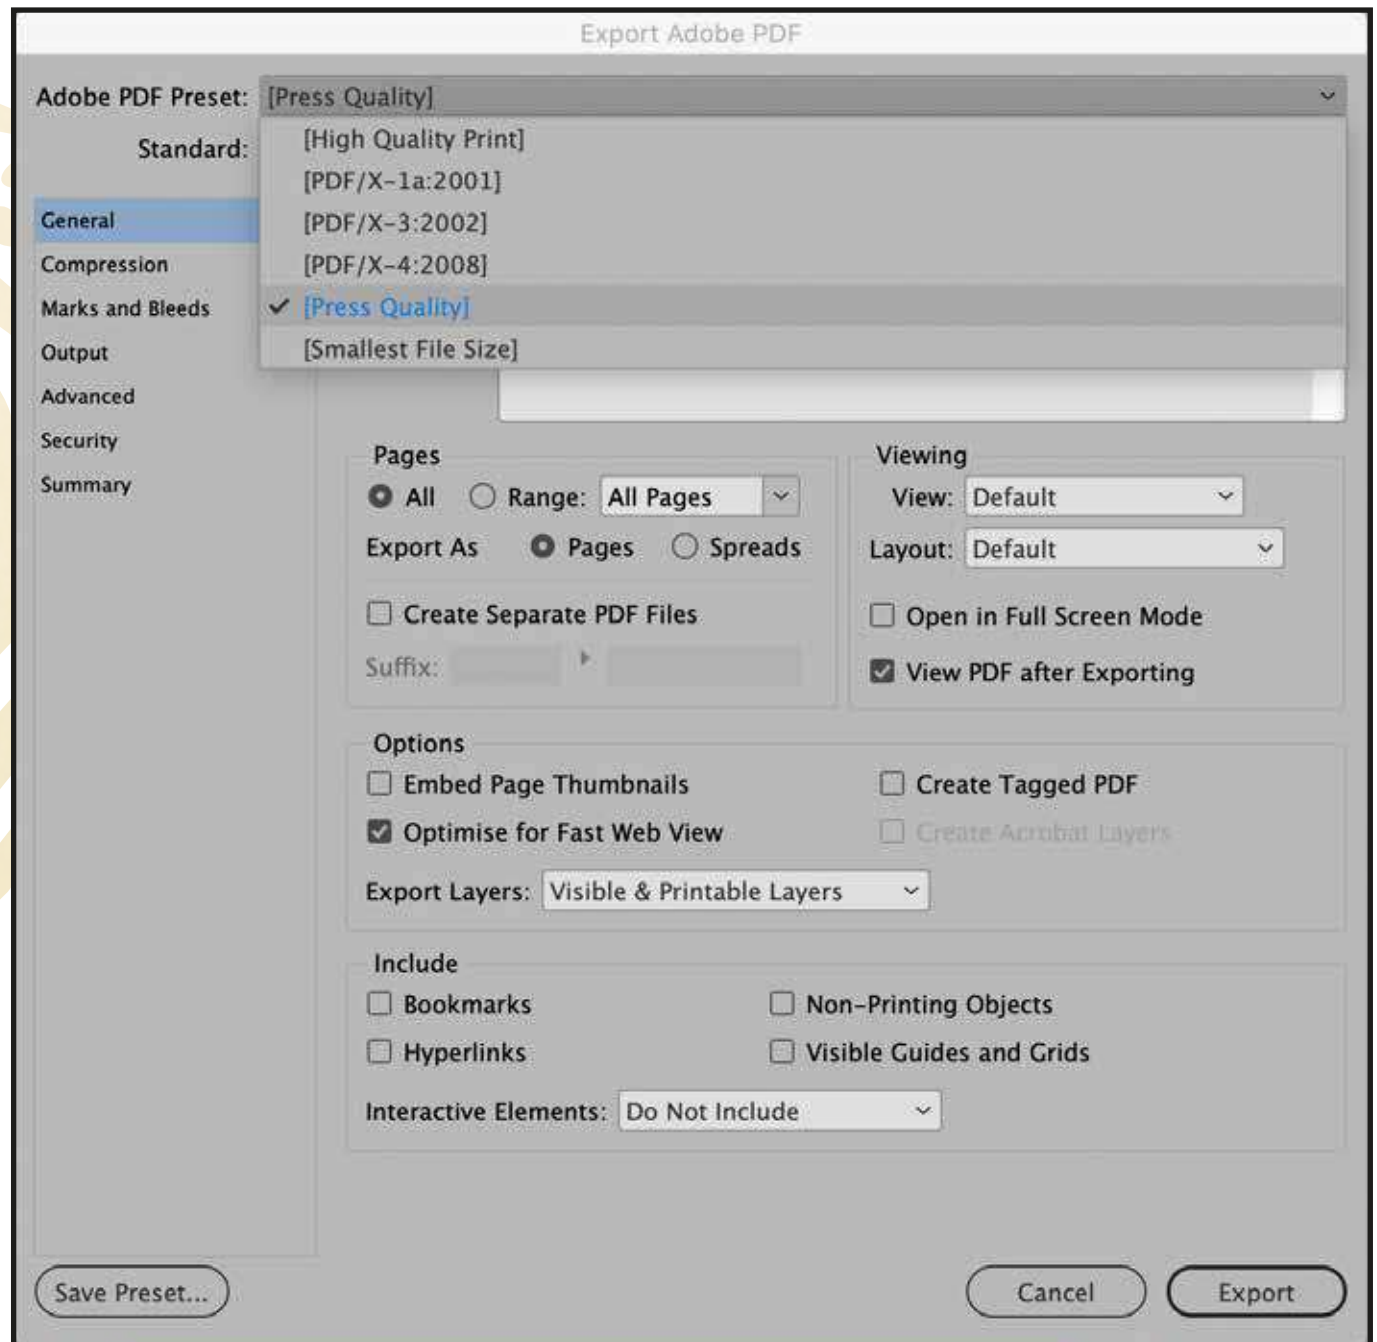 Export Adobe PDF
Adobe PDF Preset: [Press Quality]
Standard:
[High Quality Print]
[PDF/X-1a:2001]
[PDF/X-3:2002]
[PDF/X-4:2008]
[Press Quality]
[Smallest File Size]
General
Compression
Marks and Bleeds
Output
Advanced
Security
Summary
Pages
All Range: All Pages
Export As Pages Spreads
Create Separate PDF Files
Suffix:
Viewing
View: Default
Layout: Default
Open in Full Screen Mode
View PDF after Exporting
Options
Embed Page Thumbnails Create Tagged PDF
Optimise for Fast Web View Create Acrobat Layers
Export Layers: Visible & Printable Layers
Include
Bookmarks Non-Printing Objects
Hyperlinks Visible Guides and Grids
Interactive Elements: Do Not Include
Save Preset... Cancel Export